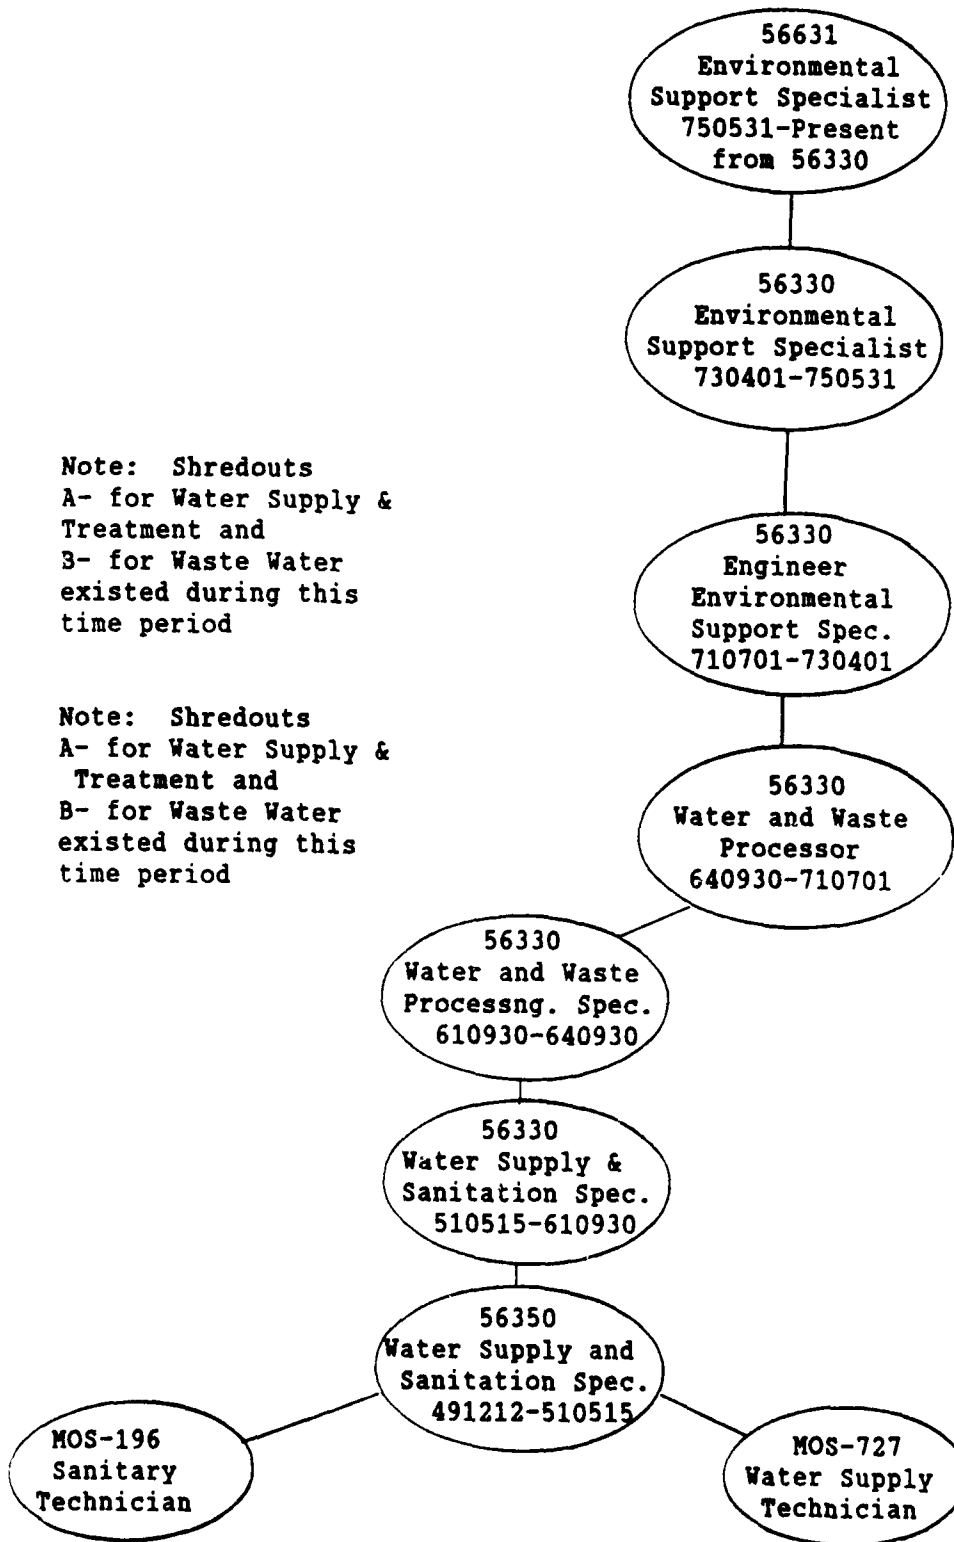 56631
Environmental
Support Specialist
750531-Present
from 56330
56330
Environmental
Support Specialist
730401-750531
Note: Shredouts
A- for Water Supply &
Treatment and
3- for Waste Water
existed during this
time period
56330
Engineer
Environmental
Support Spec.
710701-730401
Note: Shredouts
A- for Water Supply &
Treatment and
B- for Waste Water
existed during this
time period
56330
Water and Waste
Processor
640930-710701
56330
Water and Waste
Processng. Spec.
610930-640930
56330
Water Supply &
Sanitation Spec.
510515-610930
56350
Water Supply and
Sanitation Spec.
491212-510515
MOS-196
Sanitary
Technician
MOS-727
Water Supply
Technician